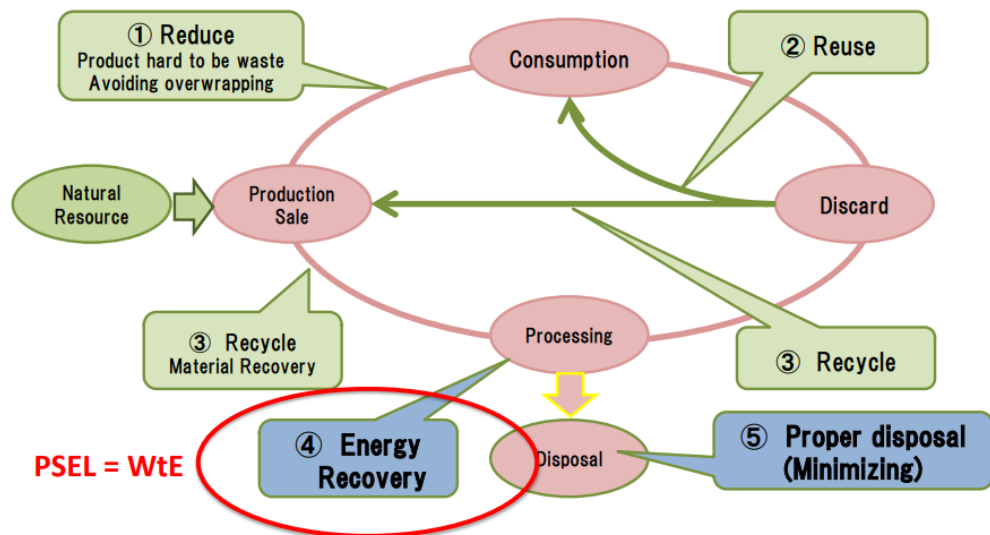 ① Reduce
Product hard to be waste
Avoiding overwrapping
Consumption
② Reuse
Natural
Resource
Production
Sale
Discard
③ Recycle
Material Recovery
Processing
③ Recycle
PSEL = WtE
④ Energy
Recovery
Disposal
⑤ Proper disposal
(Minimizing)